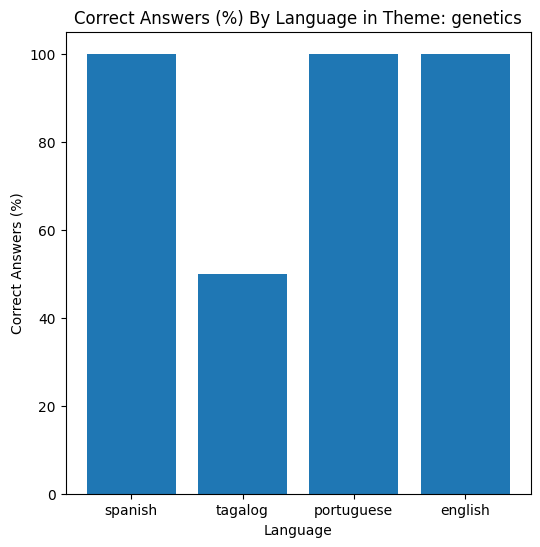 Correct Answers (%) By Language in Theme: genetics
Correct Answers (%)
100
80
60
40
20
0
spanish tagalog portuguese english
Language